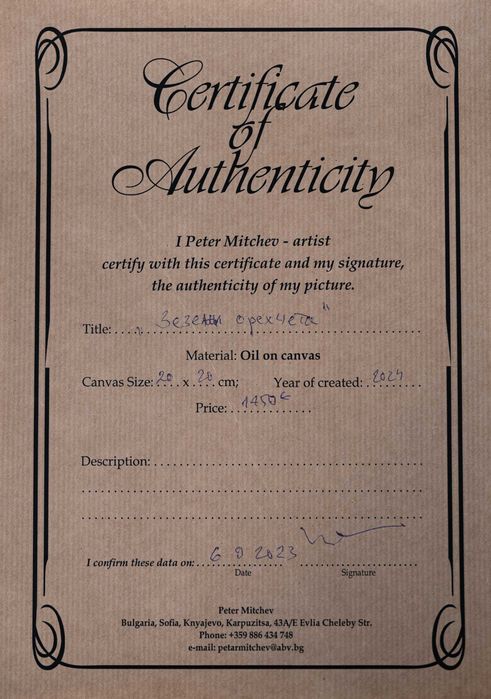 Certificate
of
Authenticity
I Peter Mitchev - artist
certify with this certificate and my signature,
the authenticity of my picture.
Title: „ орехчета"
Material: Oil on canvas
Canvas Size: 20 x 20 cm; Year of created: 2024
Price: 1450€
Description:
I confirm these data on: 6 9 2023
Date Signature
Peter Mitchev
Bulgaria, Sofia, Knyajevo, Karpuzitsa, 43A/E Evlia Cheleby Str.
Phone: +359 886 434 748
e-mail: petarmitchev@abv.bg